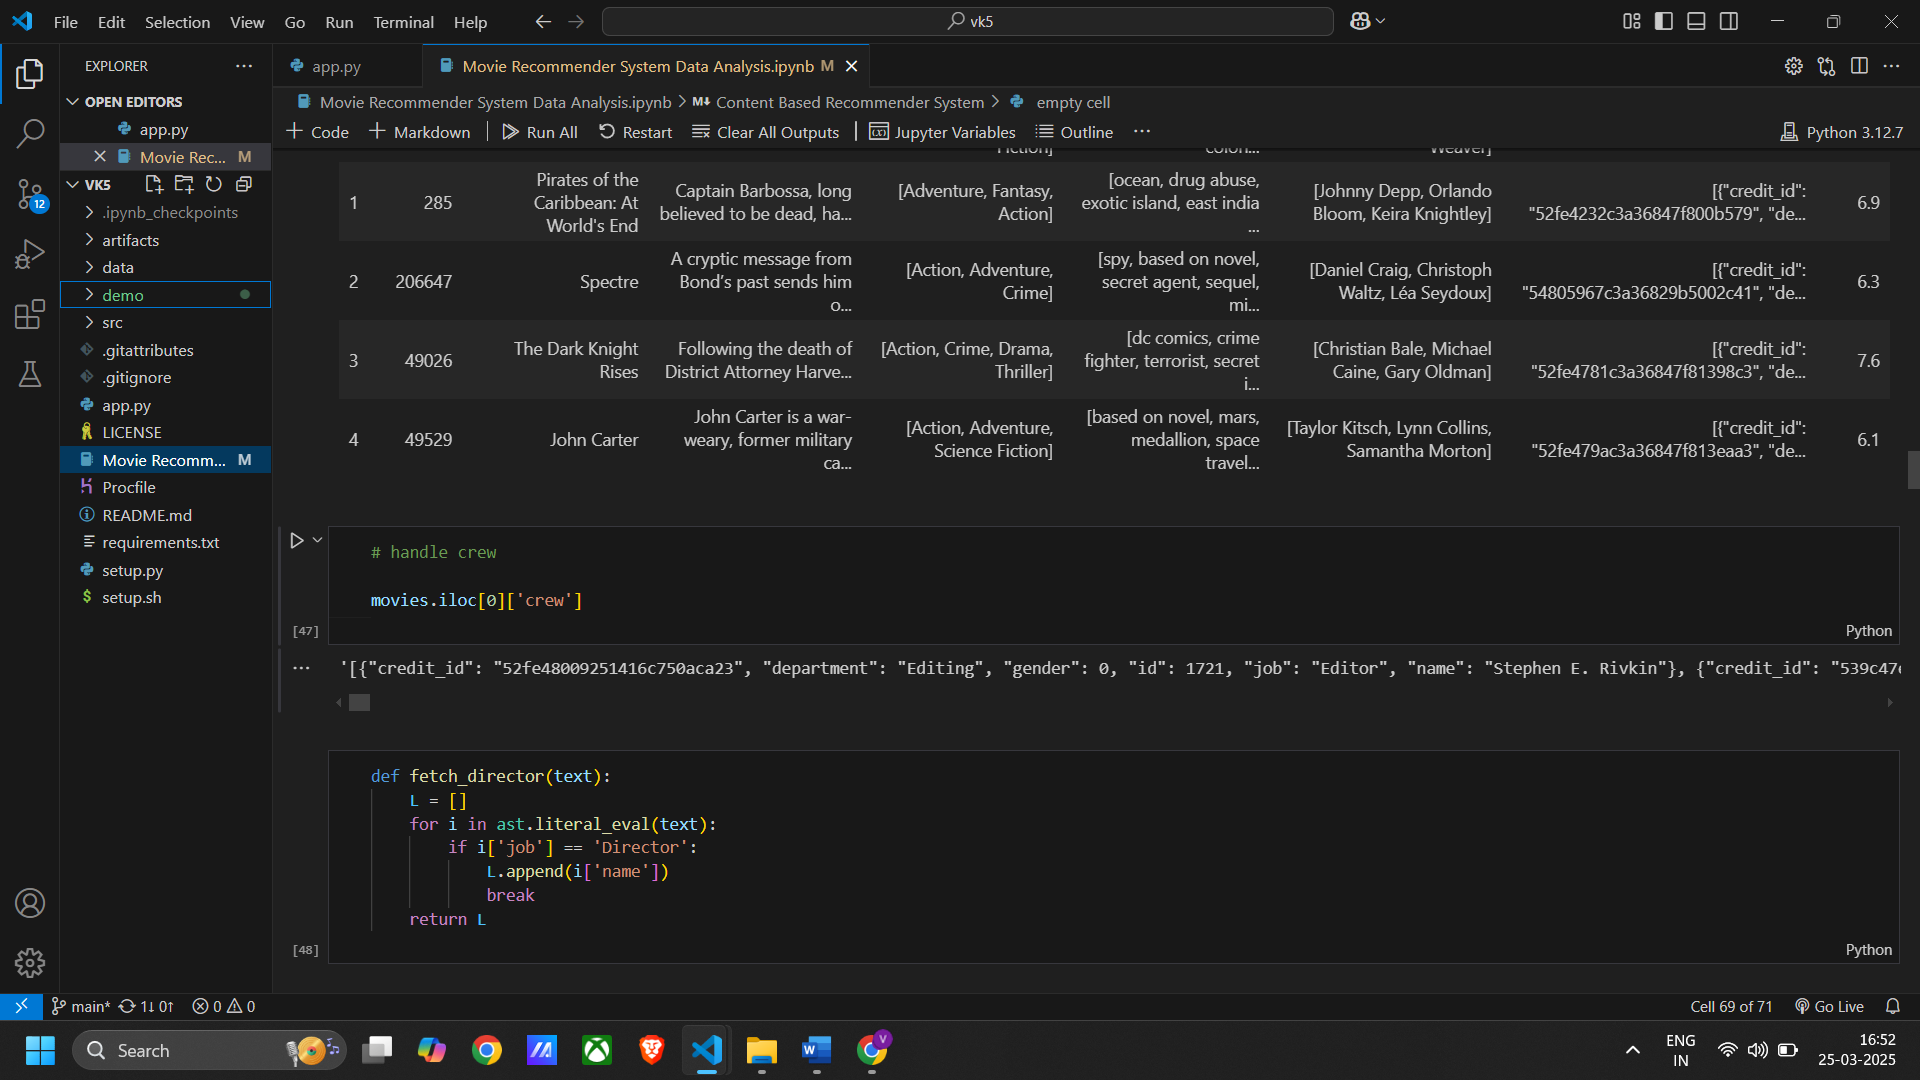 File Edit Selection View Go Run Terminal Help
vk5
EXPLORER
OPEN EDITORS
app.py
Movie Rec... M
VK5
.ipynb_checkpoints
artifacts
data
demo
src
.gitattributes
.gitignore
app.py
LICENSE
Movie Recomm... M
Procfile
README.md
requirements.txt
setup.py
setup.sh
12
app.py
Movie Recommender System Data Analysis.ipynb M
Movie Recommender System Data Analysis.ipynb > M↓ Content Based Recommender System > empty cell
+ Code + Markdown | Run All Restart Clear All Outputs | Jupyter Variables Outline ... Python 3.12.7
Fiction] colon... Weaver]
1 285 Pirates of the Caribbean: At World's End Captain Barbossa, long believed to be dead, ha... [Adventure, Fantasy, Action] [ocean, drug abuse, exotic island, east india ... [Johnny Depp, Orlando Bloom, Keira Knightley] [{"credit_id": "52fe4232c3a36847f800b579", "de... 6.9
2 206647 Spectre A cryptic message from Bond's past sends him o... [Action, Adventure, Crime] [spy, based on novel, secret agent, sequel, mi... [Daniel Craig, Christoph Waltz, Léa Seydoux] [{"credit_id": "54805967c3a36829b5002c41", "de... 6.3
3 49026 The Dark Knight Rises Following the death of District Attorney Harve... [Action, Crime, Drama, Thriller] [dc comics, crime fighter, terrorist, secret i... [Christian Bale, Michael Caine, Gary Oldman] [{"credit_id": "52fe4781c3a36847f81398c3", "de... 7.6
4 49529 John Carter John Carter is a war-weary, former military ca... [Action, Adventure, Science Fiction] [based on novel, mars, medallion, space travel... [Taylor Kitsch, Lynn Collins, Samantha Morton] [{"credit_id": "52fe479ac3a36847f813eaa3", "de... 6.1
# handle crew
movies.iloc[0]['crew']
[47] Python
'[{"credit_id": "52fe48009251416c750aca23", "department": "Editing", "gender": 0, "id": 1721, "job": "Editor", "name": "Stephen E. Rivkin"}, {"credit_id": "539c47
def fetch_director(text):
    L = []
    for i in ast.literal_eval(text):
        if i['job'] == 'Director':
            L.append(i['name'])
            break
    return L
[48] Python
main* 1↓ 0↑ 0 0 Cell 69 of 71 Go Live
Search
V
ENG
IN
16:52
25-03-2025